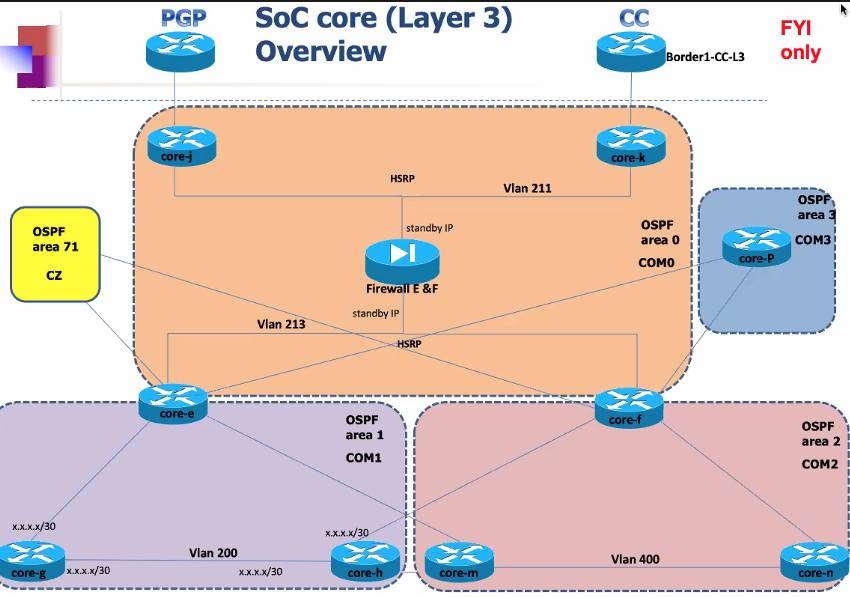 PGP
SoC core (Layer 3)
Overview
CC
FYI
only
Border1-CC-L3
core-j
core-k
HSRP
Vlan 211
standby IP
OSPF
area 71
CZ
OSPF
area 0
COM0
OSPF
area 3
COM3
core-P
Firewall E &F
standby IP
Vlan 213
HSRP
core-e
core-f
OSPF
area 1
COM1
OSPF
area 2
COM2
x.x.x.x/30
x.x.x.x/30
Vlan 200
core-g
x.x.x.x/30
x.x.x.x/30
core-h
core-m
Vlan 400
core-n